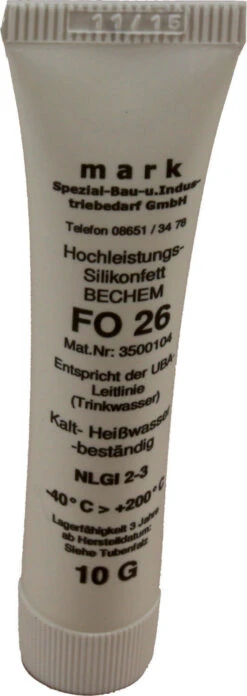 11/15
mark
Spezial-Bau-u.Indus-
triebedarf GmbH
Telefon 08651 / 34 78
Hochleistungs-
Silikonfett
BECHEM
FO 26
Mat.Nr: 3500104
Entspricht der UBA-
Leitlinie
(Trinkwasser)
Kalt- Heißwasser
-beständig
NLGI 2-3
-40°C > +200°C
Lagerfähigkeit 3 Jahre
ab Herstelldatum:
Siehe Tubenfalz
10 G